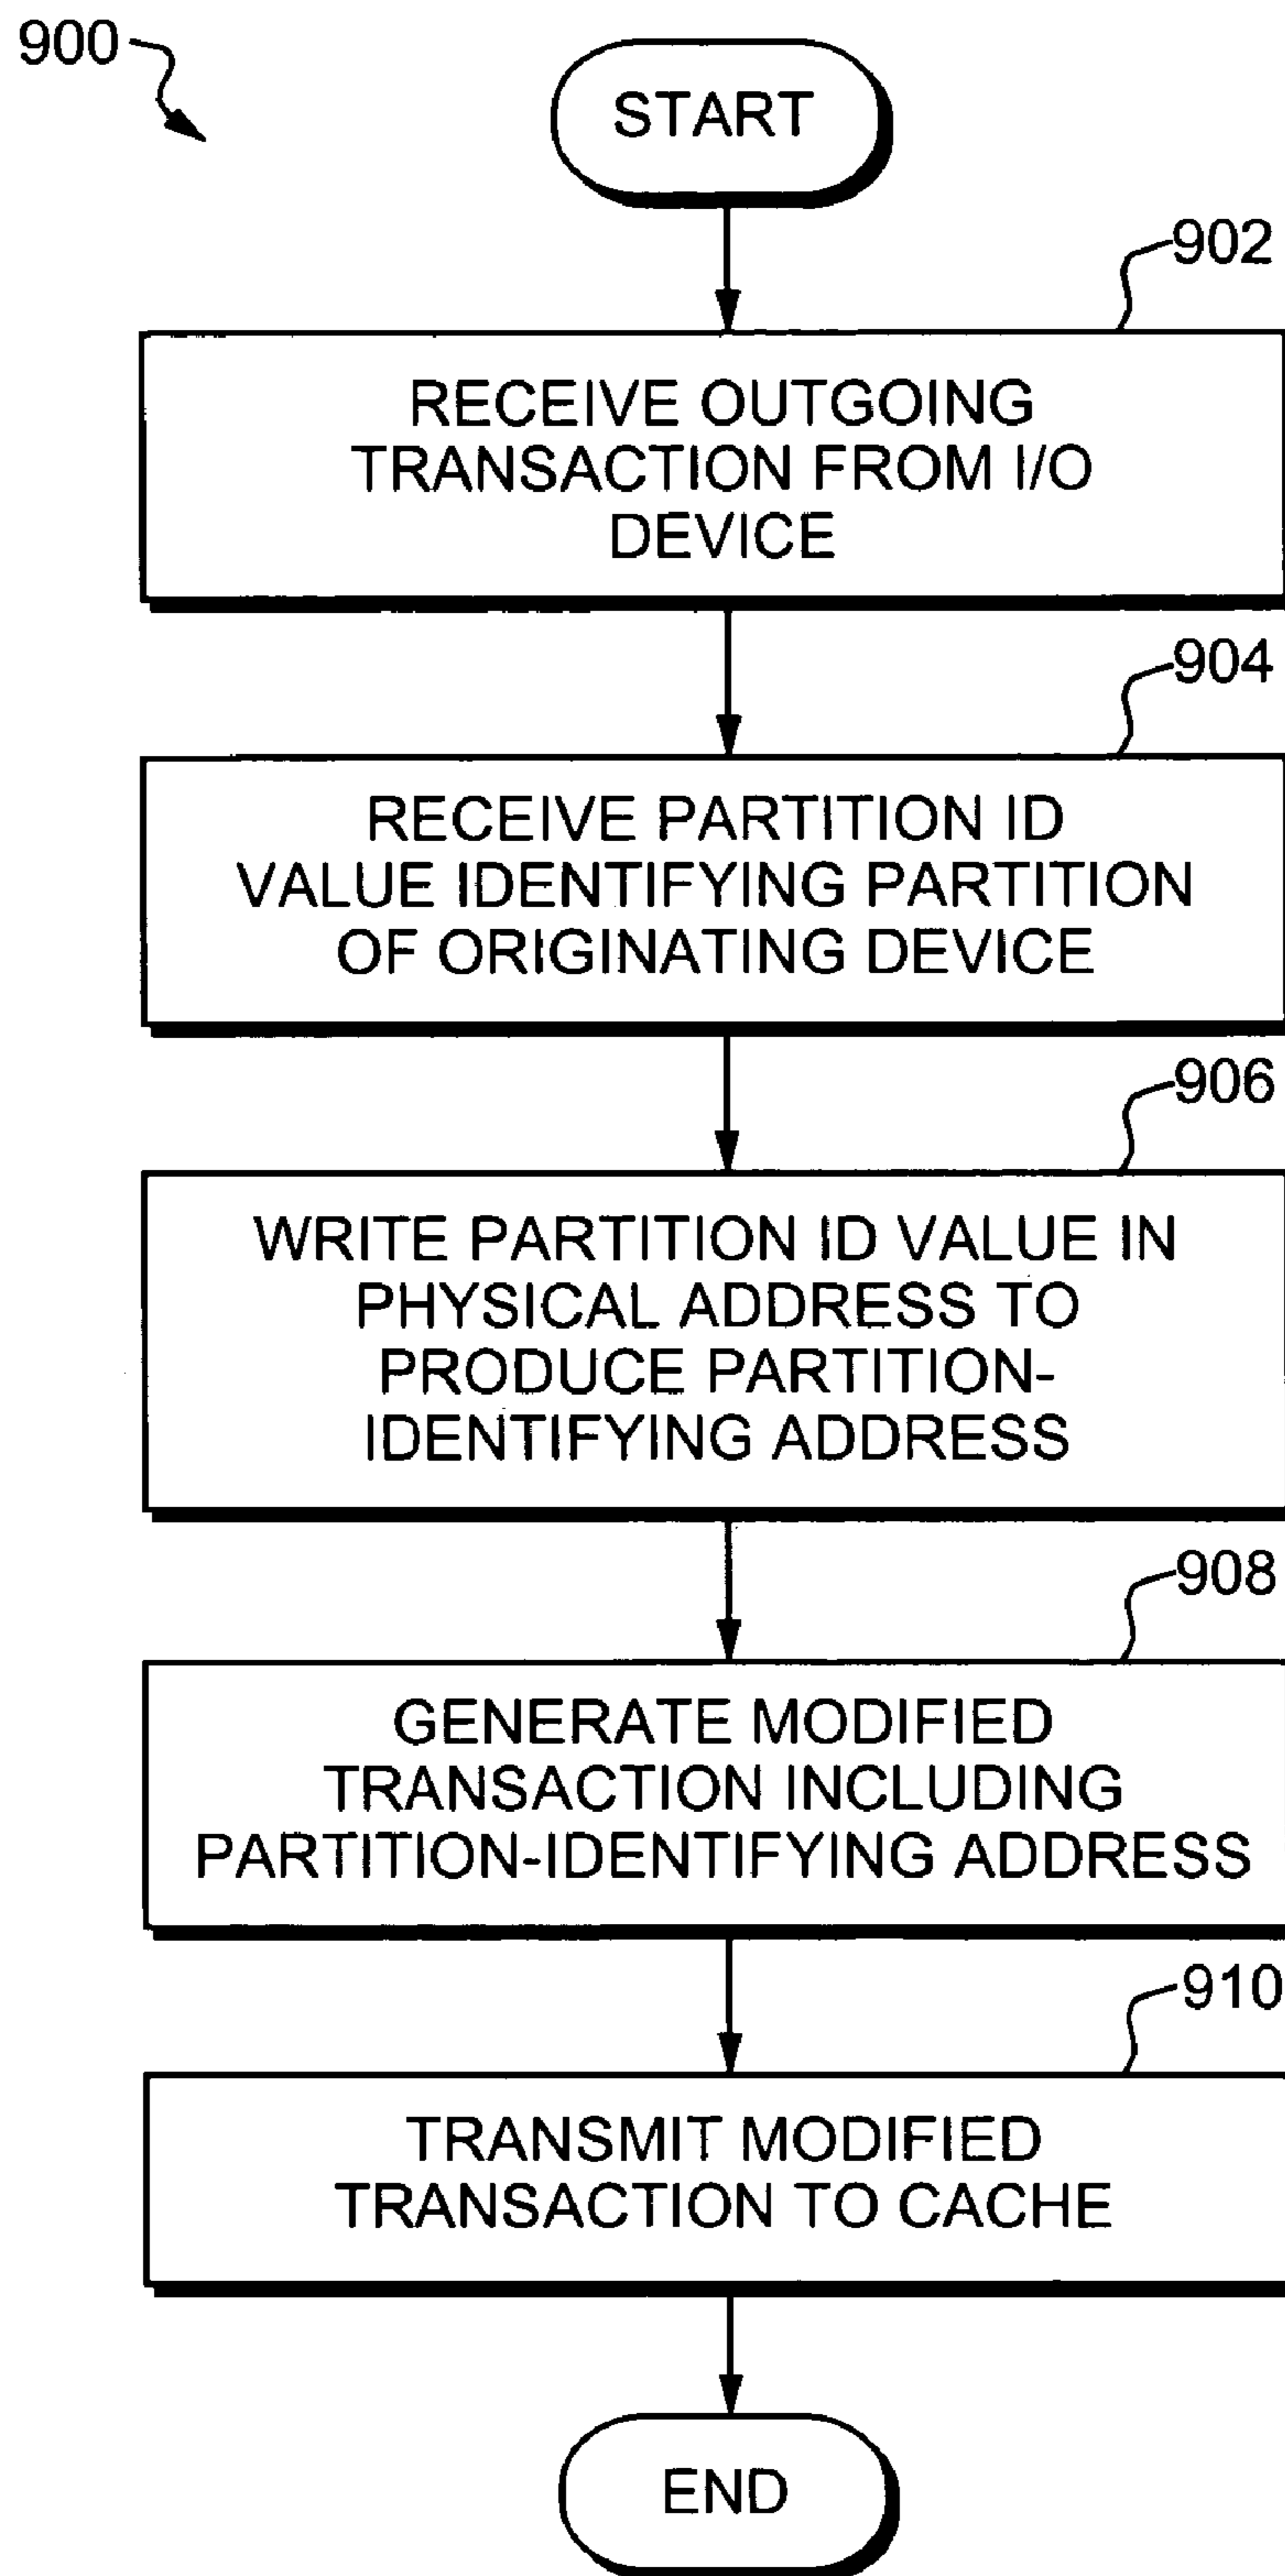 900
START
902
RECEIVE OUTGOING
TRANSACTION FROM I/O
DEVICE
904
RECEIVE PARTITION ID
VALUE IDENTIFYING PARTITION
OF ORIGINATING DEVICE
906
WRITE PARTITION ID VALUE IN
PHYSICAL ADDRESS TO
PRODUCE PARTITION-
IDENTIFYING ADDRESS
908
GENERATE MODIFIED
TRANSACTION INCLUDING
PARTITION-IDENTIFYING ADDRESS
910
TRANSMIT MODIFIED
TRANSACTION TO CACHE
END